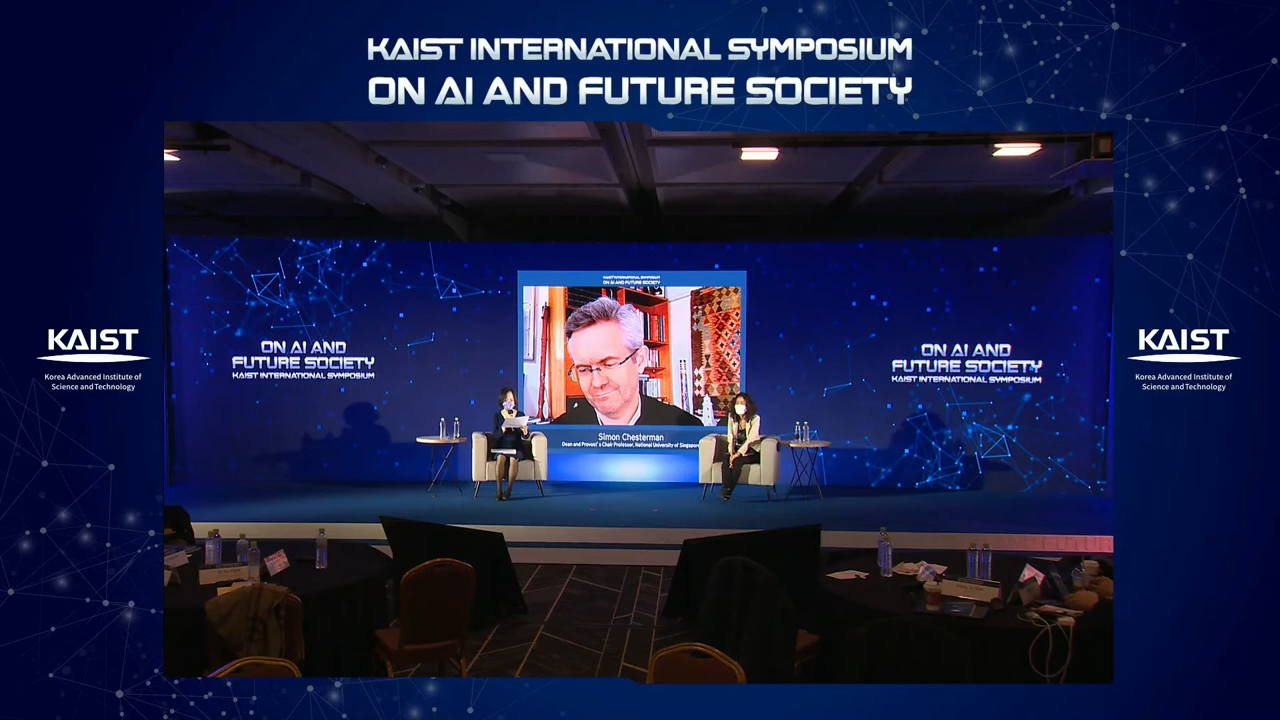 KAIST INTERNATIONAL SYMPOSIUM
ON AI AND FUTURE SOCIETY
KAIST
Korea Advanced Institute of
Science and Technology
ON AI AND
FUTURE SOCIETY
KAIST INTERNATIONAL SYMPOSIUM
KAIST INTERNATIONAL SYMPOSIUM
ON AI AND FUTURE SOCIETY
Simon Chesterman
Dean and Provost's Chair Professor, National University of Singapore
ON AI AND
FUTURE SOCIETY
KAIST INTERNATIONAL SYMPOSIUM
KAIST
Korea Advanced Institute of
Science and Technology